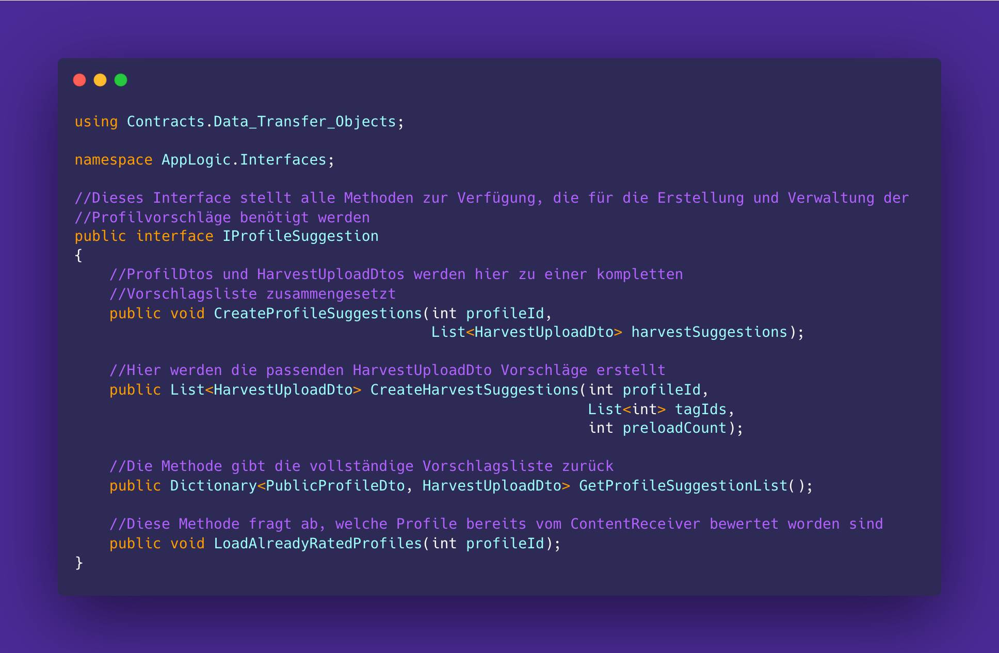 using Contracts.Data_Transfer_Objects;
namespace AppLogic.Interfaces;
//Dieses Interface stellt alle Methoden zur Verfügung, die für die Erstellung und Verwaltung der
//Profilvorschläge benötigt werden
public interface IProfileSuggestion
{
    //ProfilDtos und HarvestUploadDtos werden hier zu einer kompletten
    //Vorschlagsliste zusammengesetzt
    public void CreateProfileSuggestions(int profileId,
                                         List<HarvestUploadDto> harvestSuggestions);
    //Hier werden die passenden HarvestUploadDto Vorschläge erstellt
    public List<HarvestUploadDto> CreateHarvestSuggestions(int profileId,
                                                           List<int> tagIds,
                                                           int preloadCount);
    //Die Methode gibt die vollständige Vorschlagsliste zurück
    public Dictionary<PublicProfileDto, HarvestUploadDto> GetProfileSuggestionList();
    //Diese Methode fragt ab, welche Profile bereits vom ContentReceiver bewertet worden sind
    public void LoadAlreadyRatedProfiles(int profileId);
}